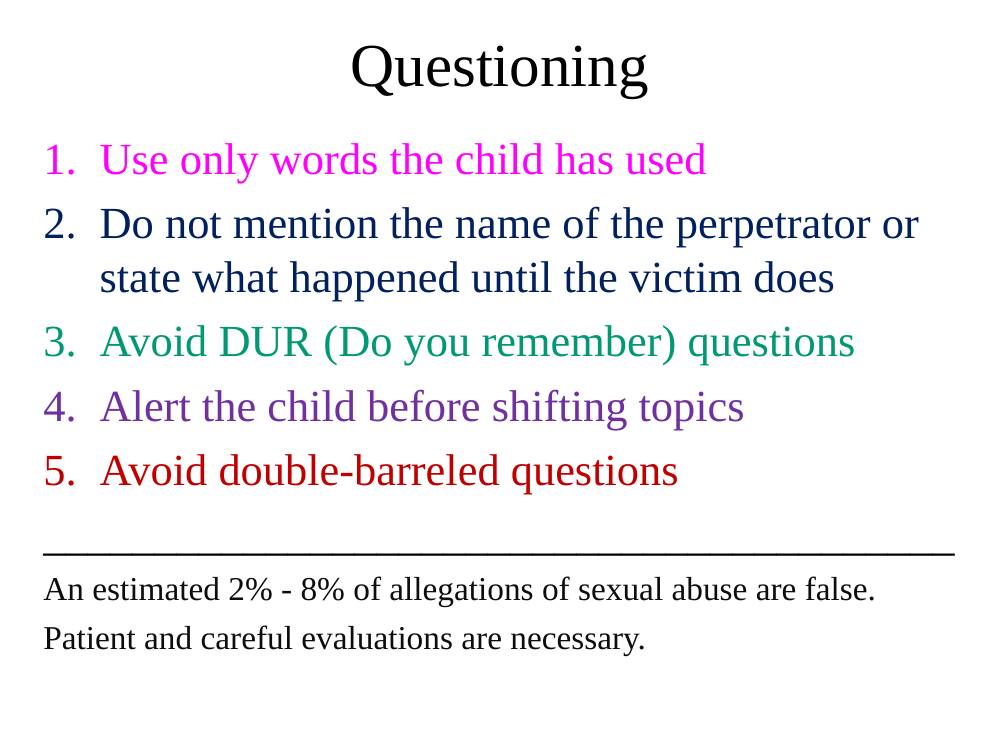 Questioning
1. Use only words the child has used
2. Do not mention the name of the perpetrator or
state what happened until the victim does
3. Avoid DUR (Do you remember) questions
4. Alert the child before shifting topics
5. Avoid double-barreled questions
An estimated 2% - 8% of allegations of sexual abuse are false.
Patient and careful evaluations are necessary.